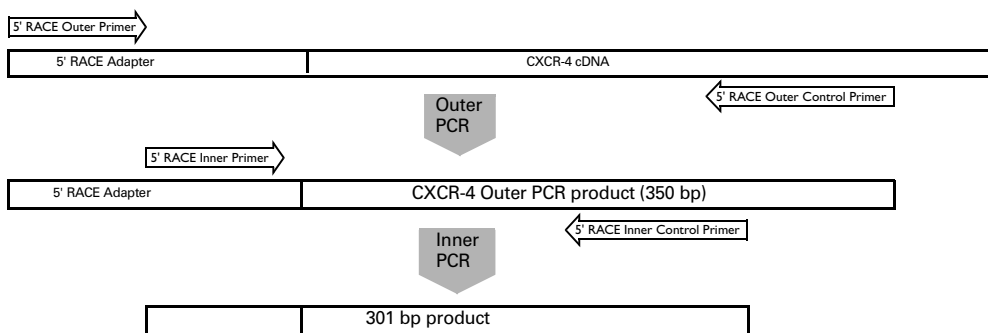 5' RACE Outer Primer
5' RACE Adapter CXCR-4 cDNA
5' RACE Outer Control Primer
Outer
PCR
5' RACE Inner Primer
5' RACE Adapter CXCR-4 Outer PCR product (350 bp)
5' RACE Inner Control Primer
Inner
PCR
301 bp product